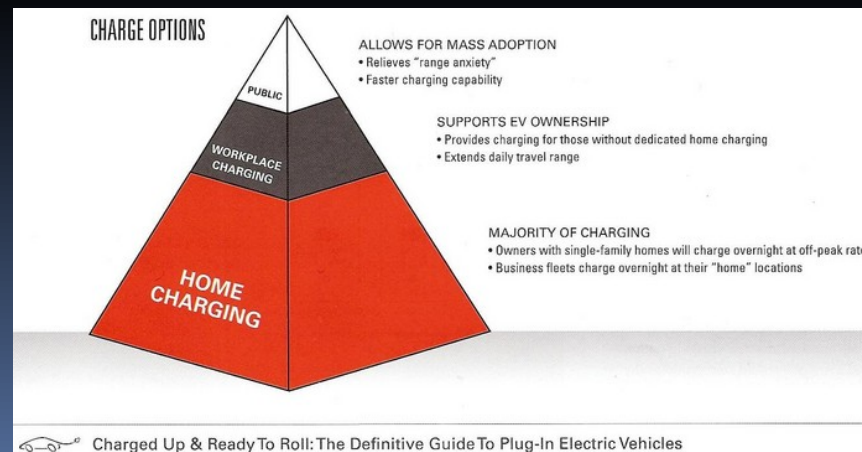 CHARGE OPTIONS
PUBLIC
ALLOWS FOR MASS ADOPTION
• Relieves "range anxiety"
• Faster charging capability
WORKPLACE
CHARGING
SUPPORTS EV OWNERSHIP
• Provides charging for those without dedicated home charging
• Extends daily travel range
HOME
CHARGING
MAJORITY OF CHARGING
• Owners with single-family homes will charge overnight at off-peak rate
• Business fleets charge overnight at their "home" locations
Charged Up & Ready To Roll: The Definitive Guide To Plug-In Electric Vehicles